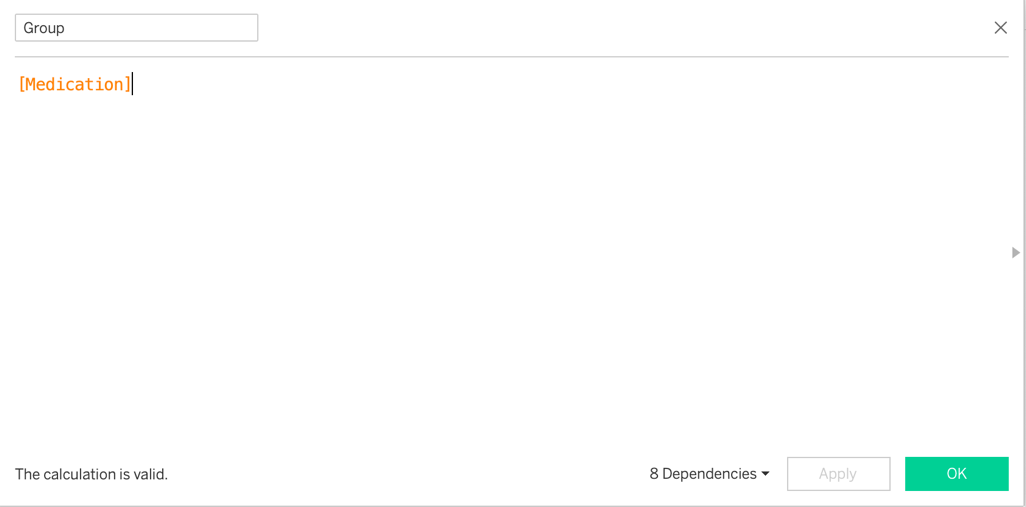 Group
[Medication]
The calculation is valid.
8 Dependencies
Apply
OK